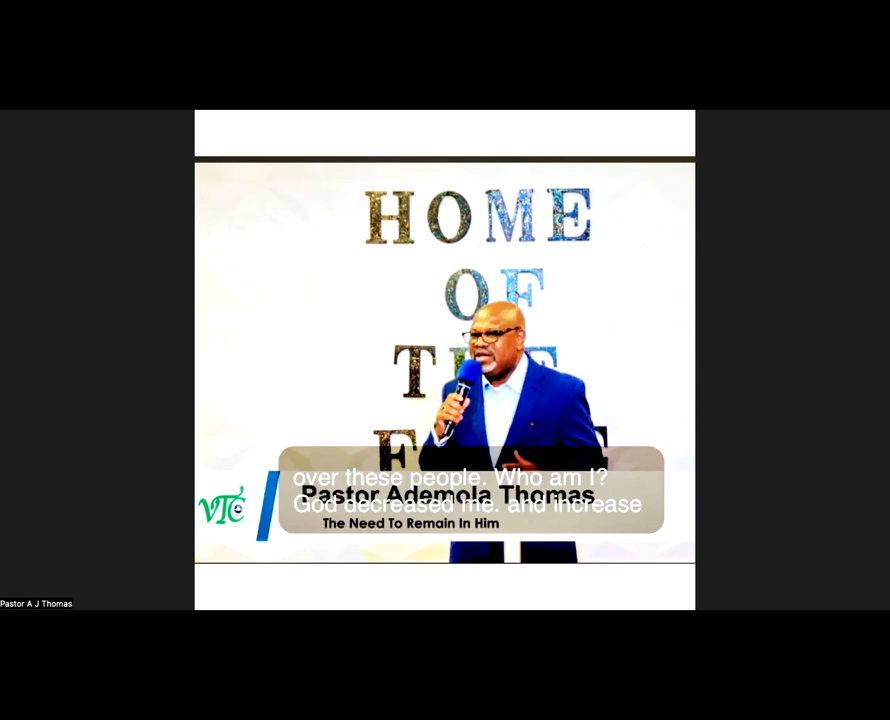 HOME
OF
over these people. Who am I?
Pastor Ademola Thomas
God decreased me. and increase
The Need To Remain In Him
VTC
Pastor A J Thomas